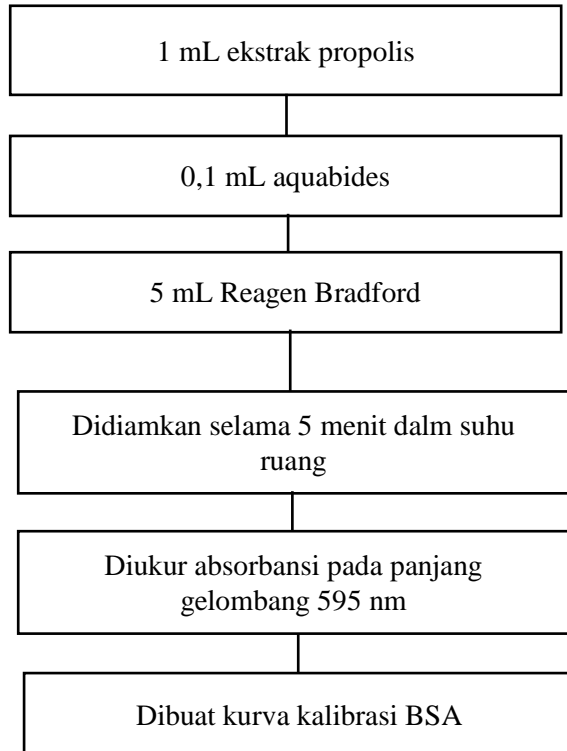 1 mL ekstrak propolis
0,1 mL aquabides
5 mL Reagen Bradford
Didiamkan selama 5 menit dalm suhu
ruang
Diukur absorbansi pada panjang
gelombang 595 nm
Dibuat kurva kalibrasi BSA